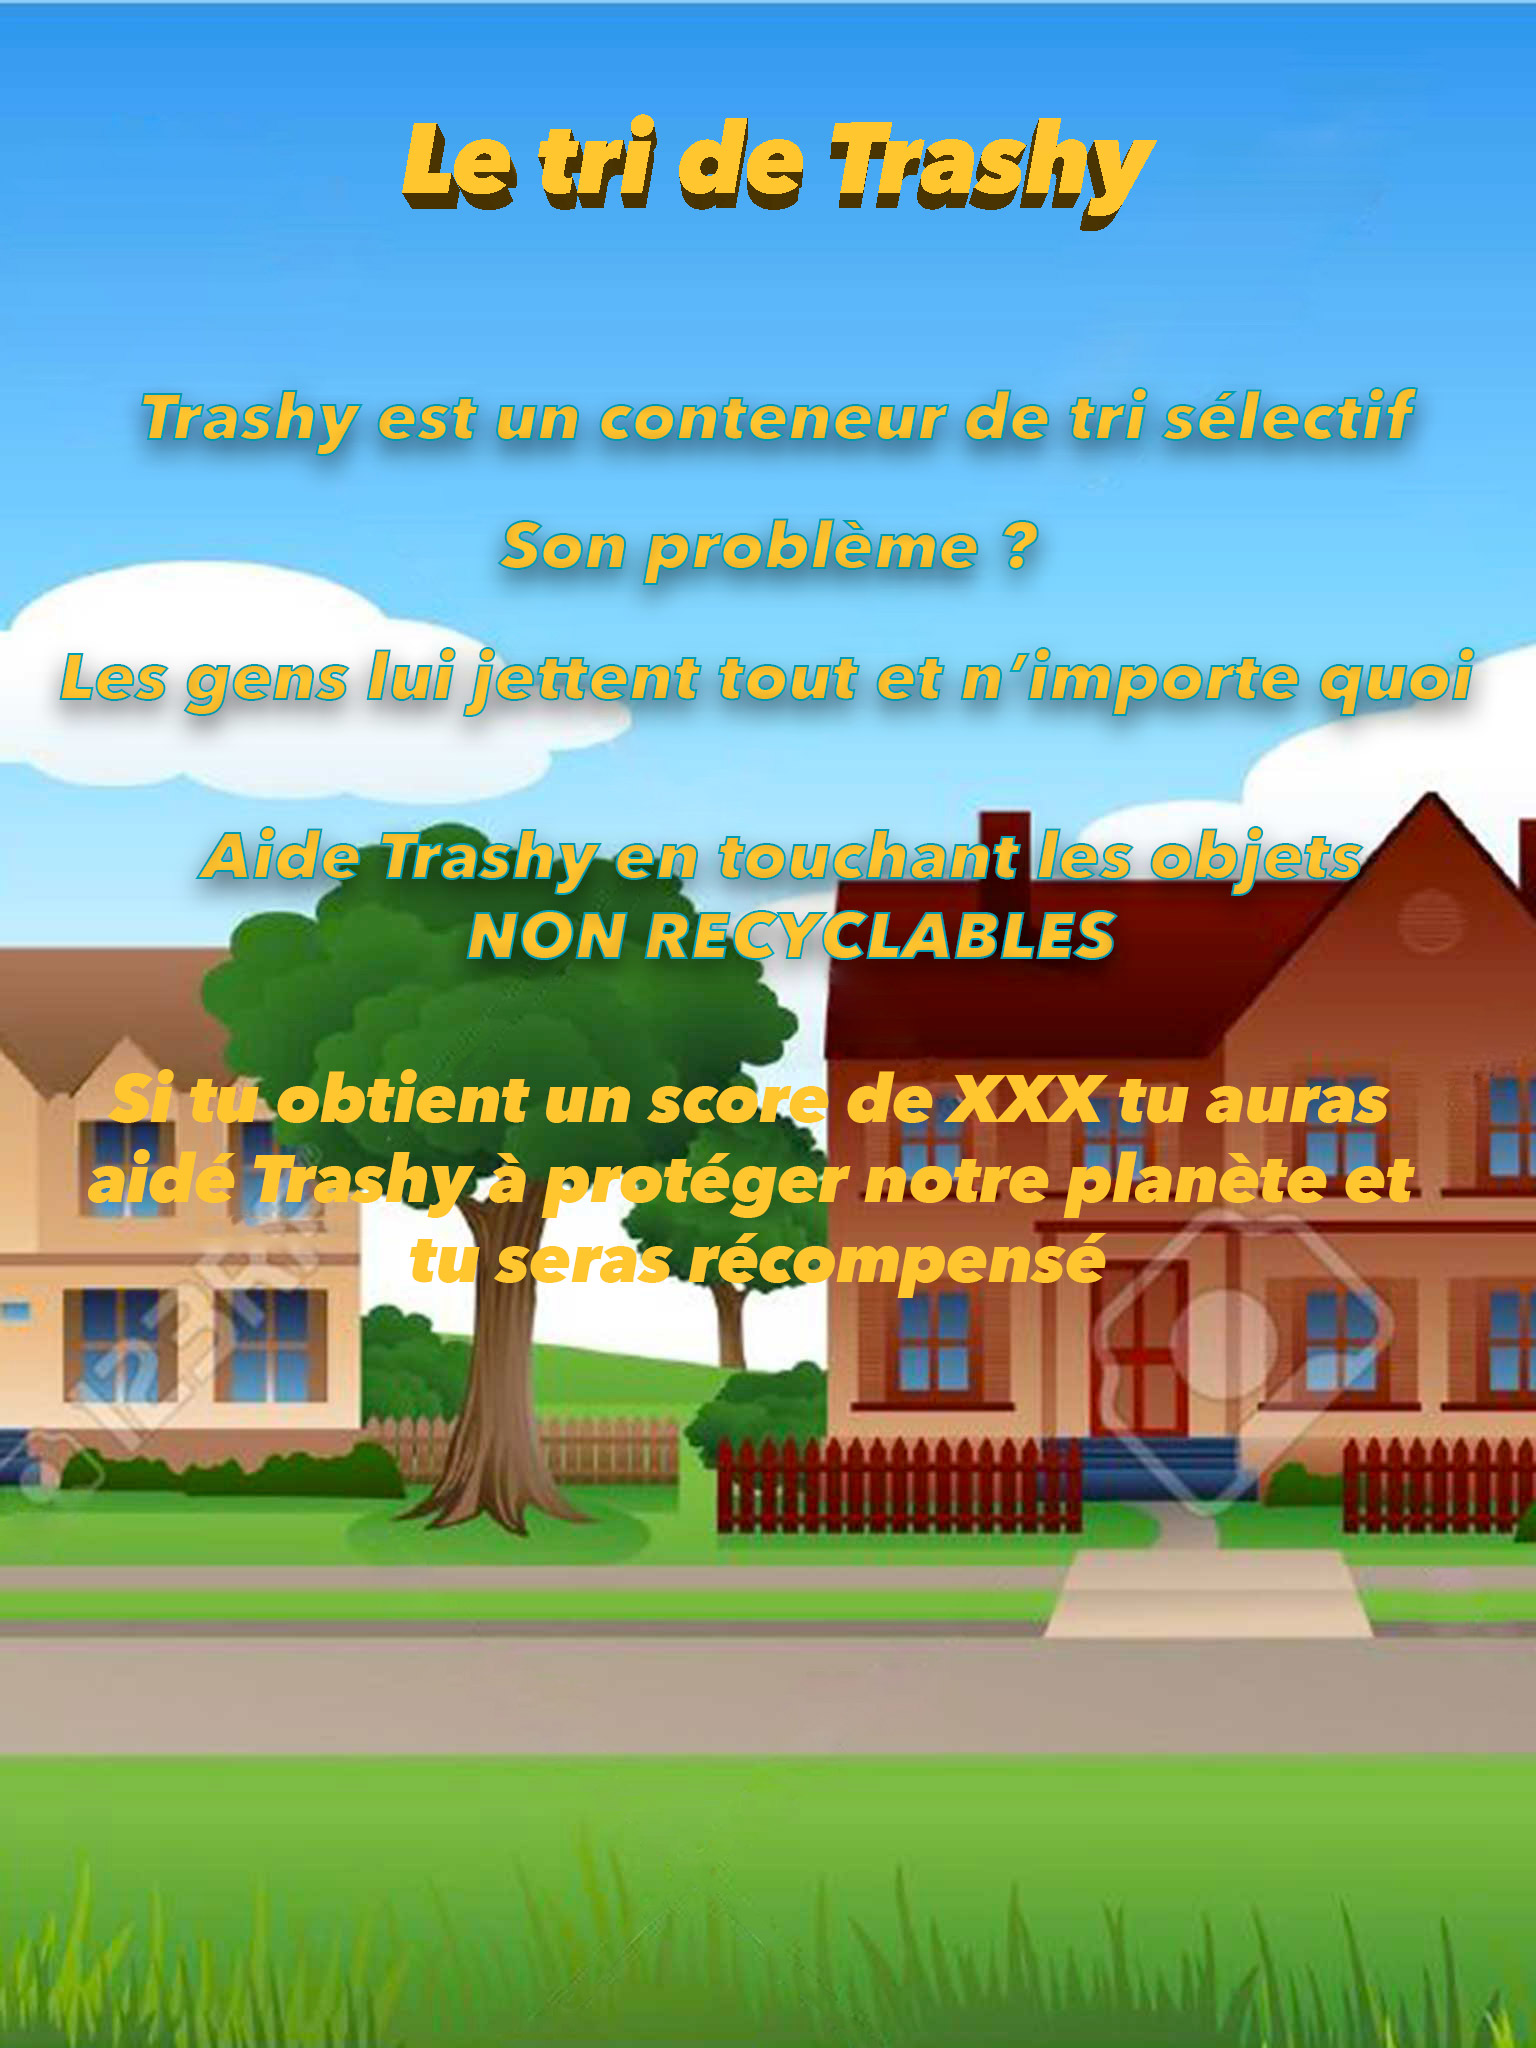 Le tri de Trashy
Trashy est un conteneur de tri sélectif
Son problème ?
Les gens lui jettent tout et n’importe quoi
Aide Trashy en touchant les objets
NON RECYCLABLES
Si tu obtient un score de XXX tu auras
aidé Trashy à protéger notre planète et
tu seras récompensé
123RF